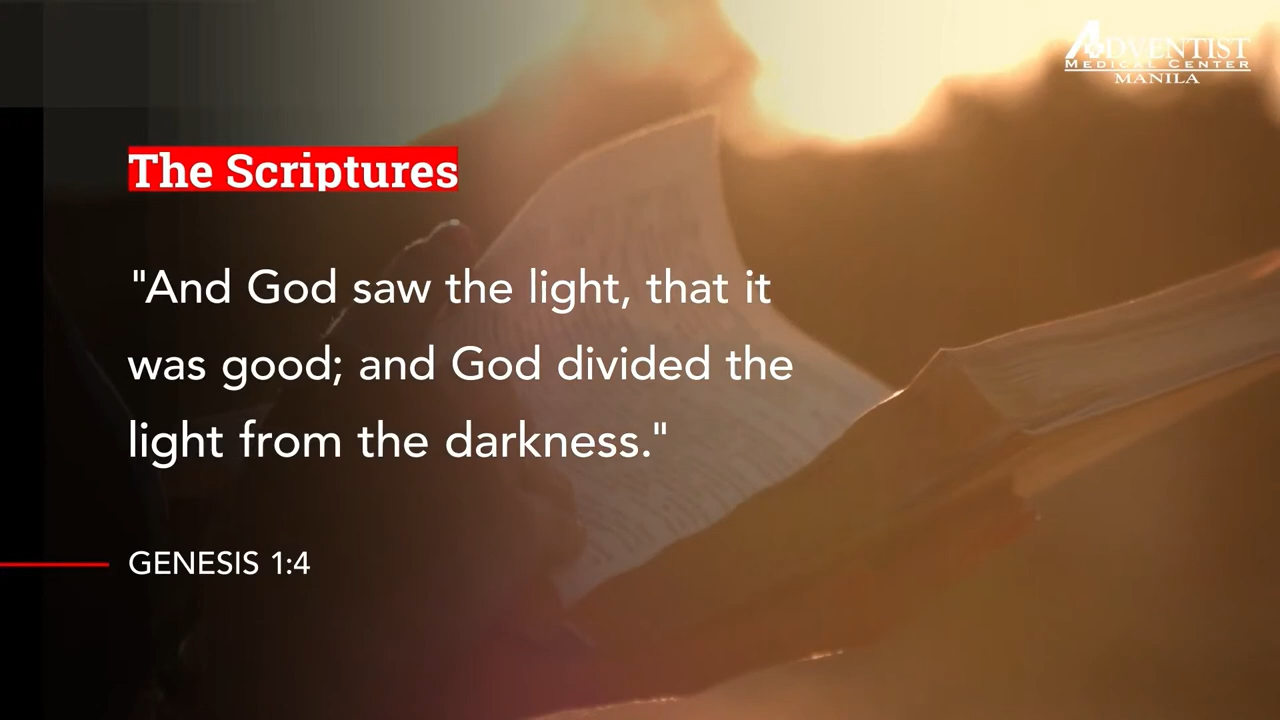 ADVENTIST
MEDICAL CENTER
MANILA
The Scriptures
"And God saw the light, that it
was good; and God divided the
light from the darkness."
GENESIS 1:4